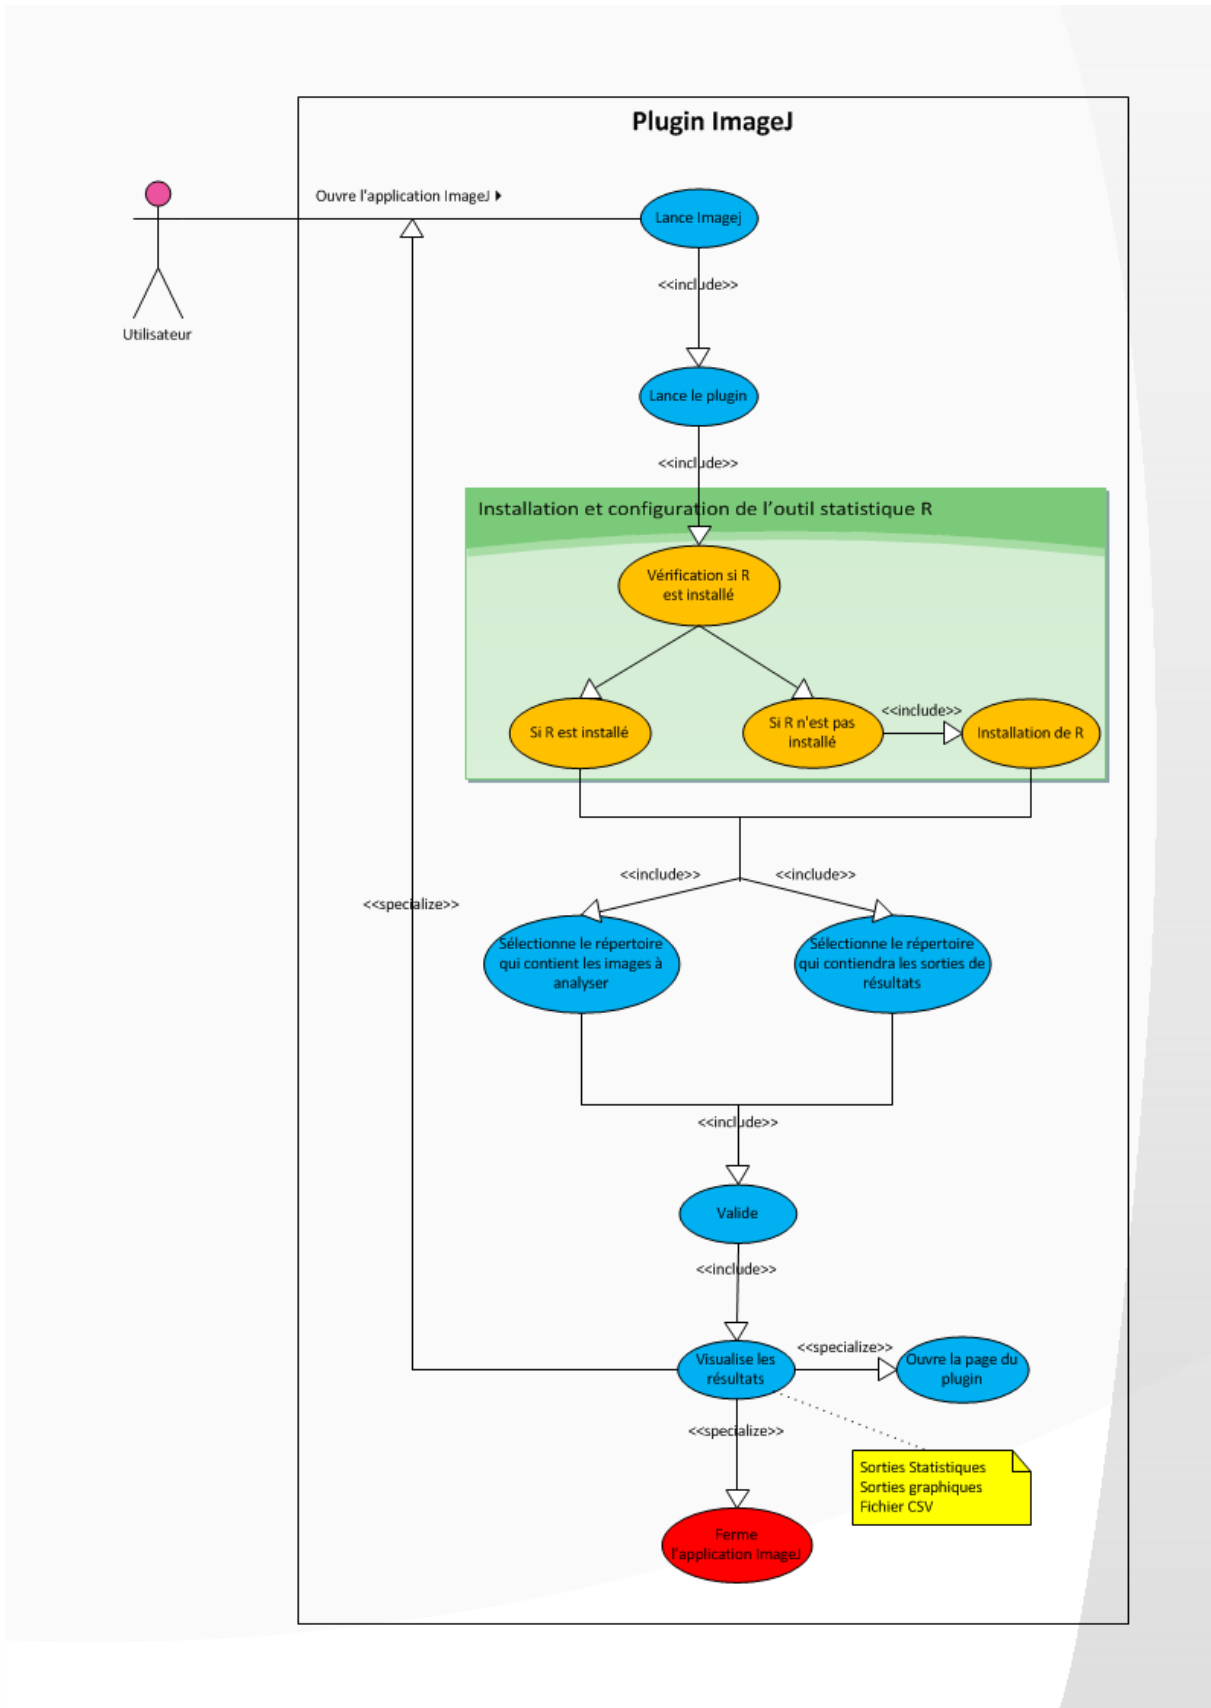 Plugin ImageJ
Ouvre l'application ImageJ
Lance Imagej
Utilisateur
<<include>>
Lance le plugin
<<include>>
Installation et configuration de l'outil statistique R
Vérification si R
est installé
Si R est installé
Si R n'est pas
installé
<<include>>
Installation de R
<<include>>
<<include>>
<<specialize>>
Sélectionne le répertoire
qui contient les images à
analyser
Sélectionne le répertoire
qui contiendra les sorties de
résultats
<<include>>
Valide
<<include>>
Visualise les
résultats
<<specialize>>
Ouvre la page du
plugin
<<specialize>>
Sorties Statistiques
Sorties graphiques
Fichier CSV
Ferme
l'application ImageJ